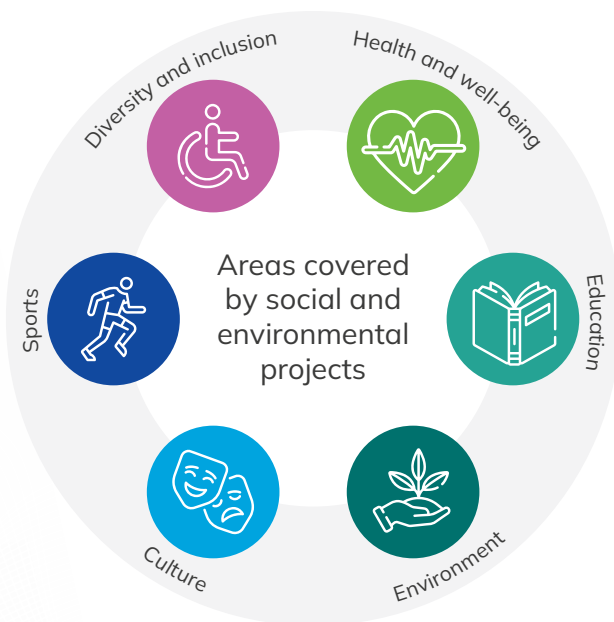 Diversity and inclusion
Health and well-being
Sports
Areas covered
by social and
environmental
projects
Education
Culture
Environment